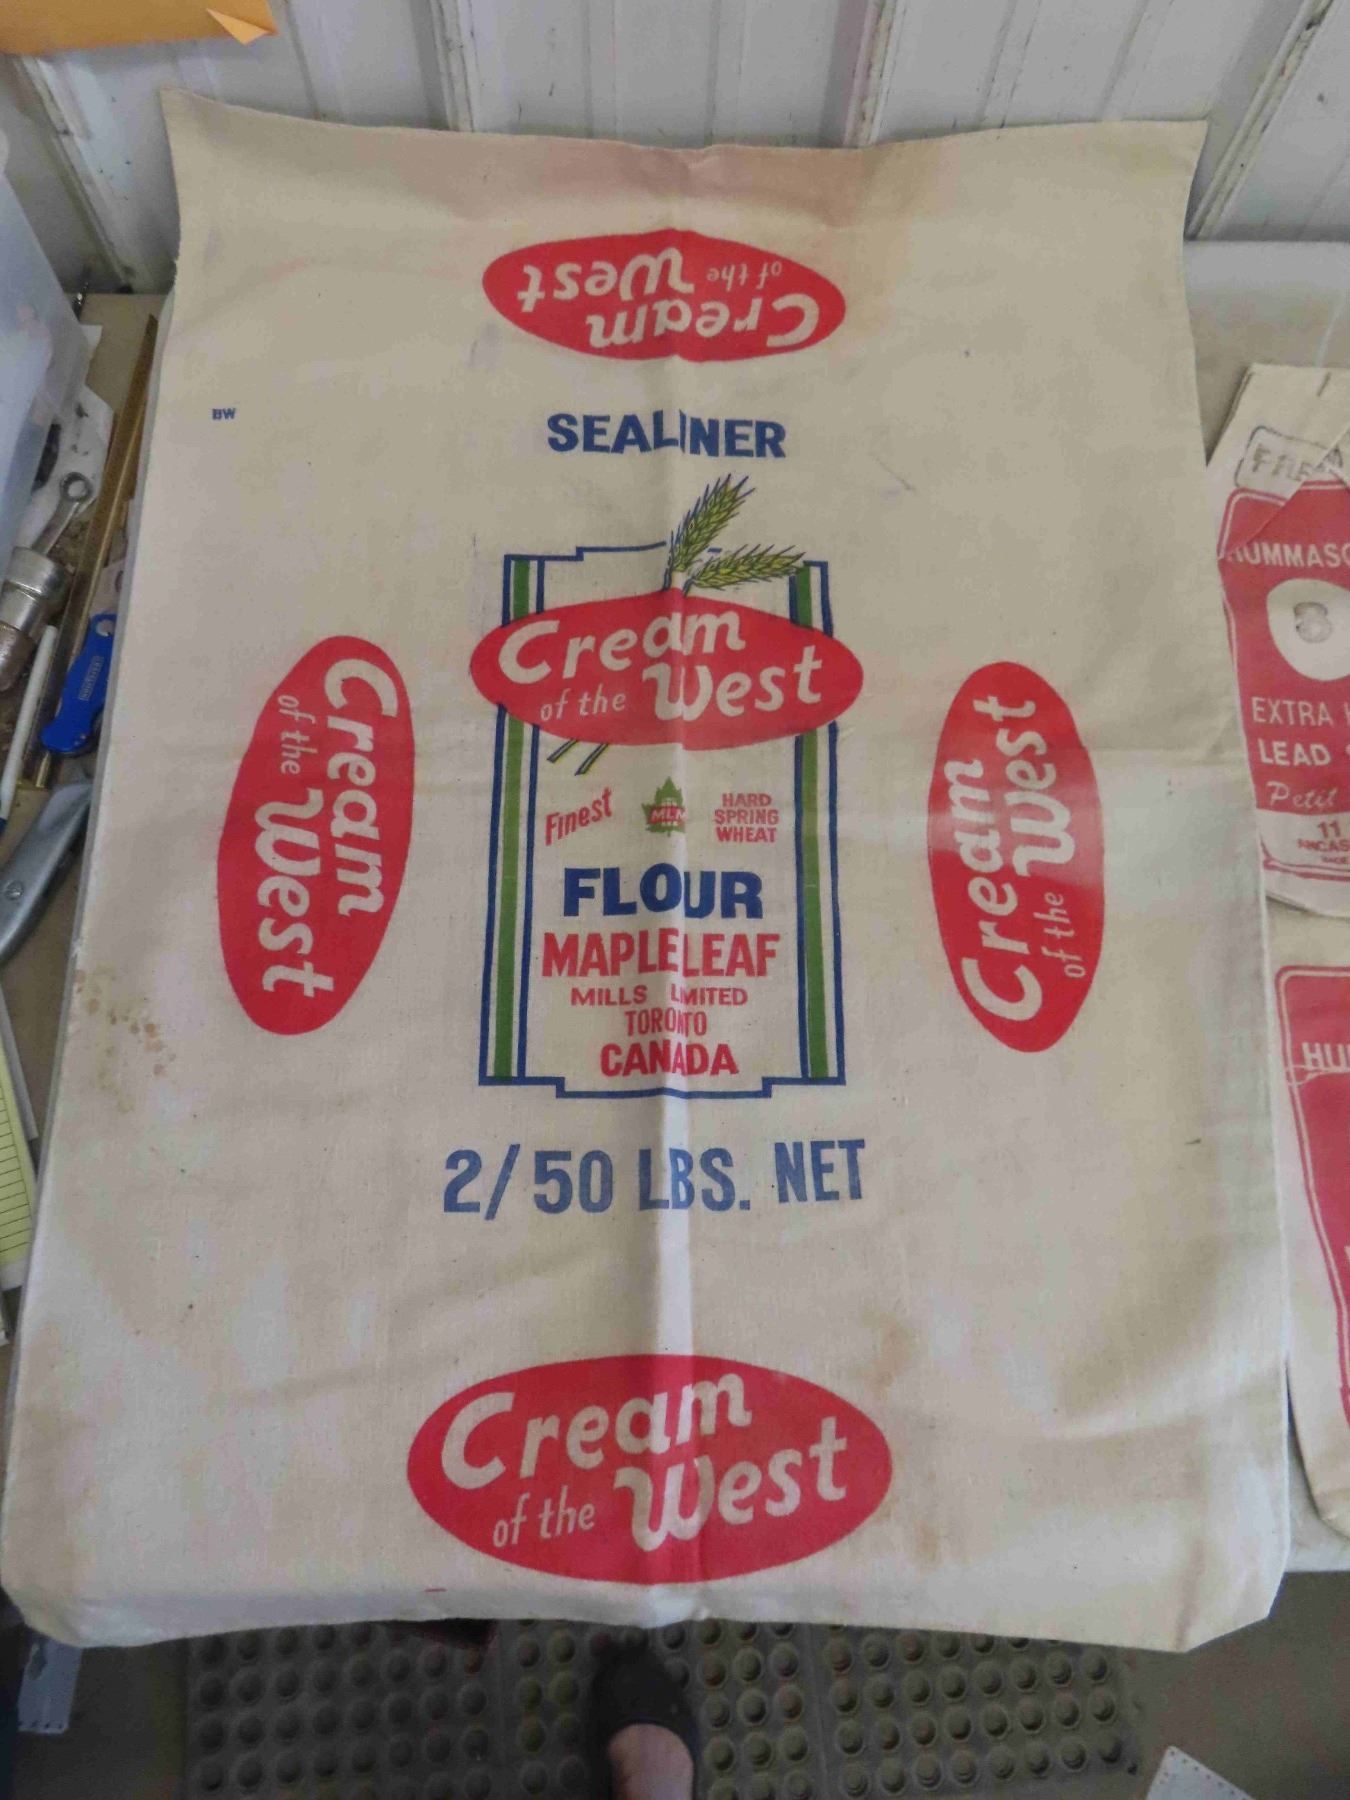 Cream
of the West
BW
SEALINER
Cream
of the West
Finest
MLM
HARD
SPRING
WHEAT
FLOUR
MAPLE LEAF
MILLS LIMITED
TORONTO
CANADA
Cream
of the West
Cream
of the West
2/50 LBS. NET
Cream
of the West
EXTRA
LEAD
Petit
11